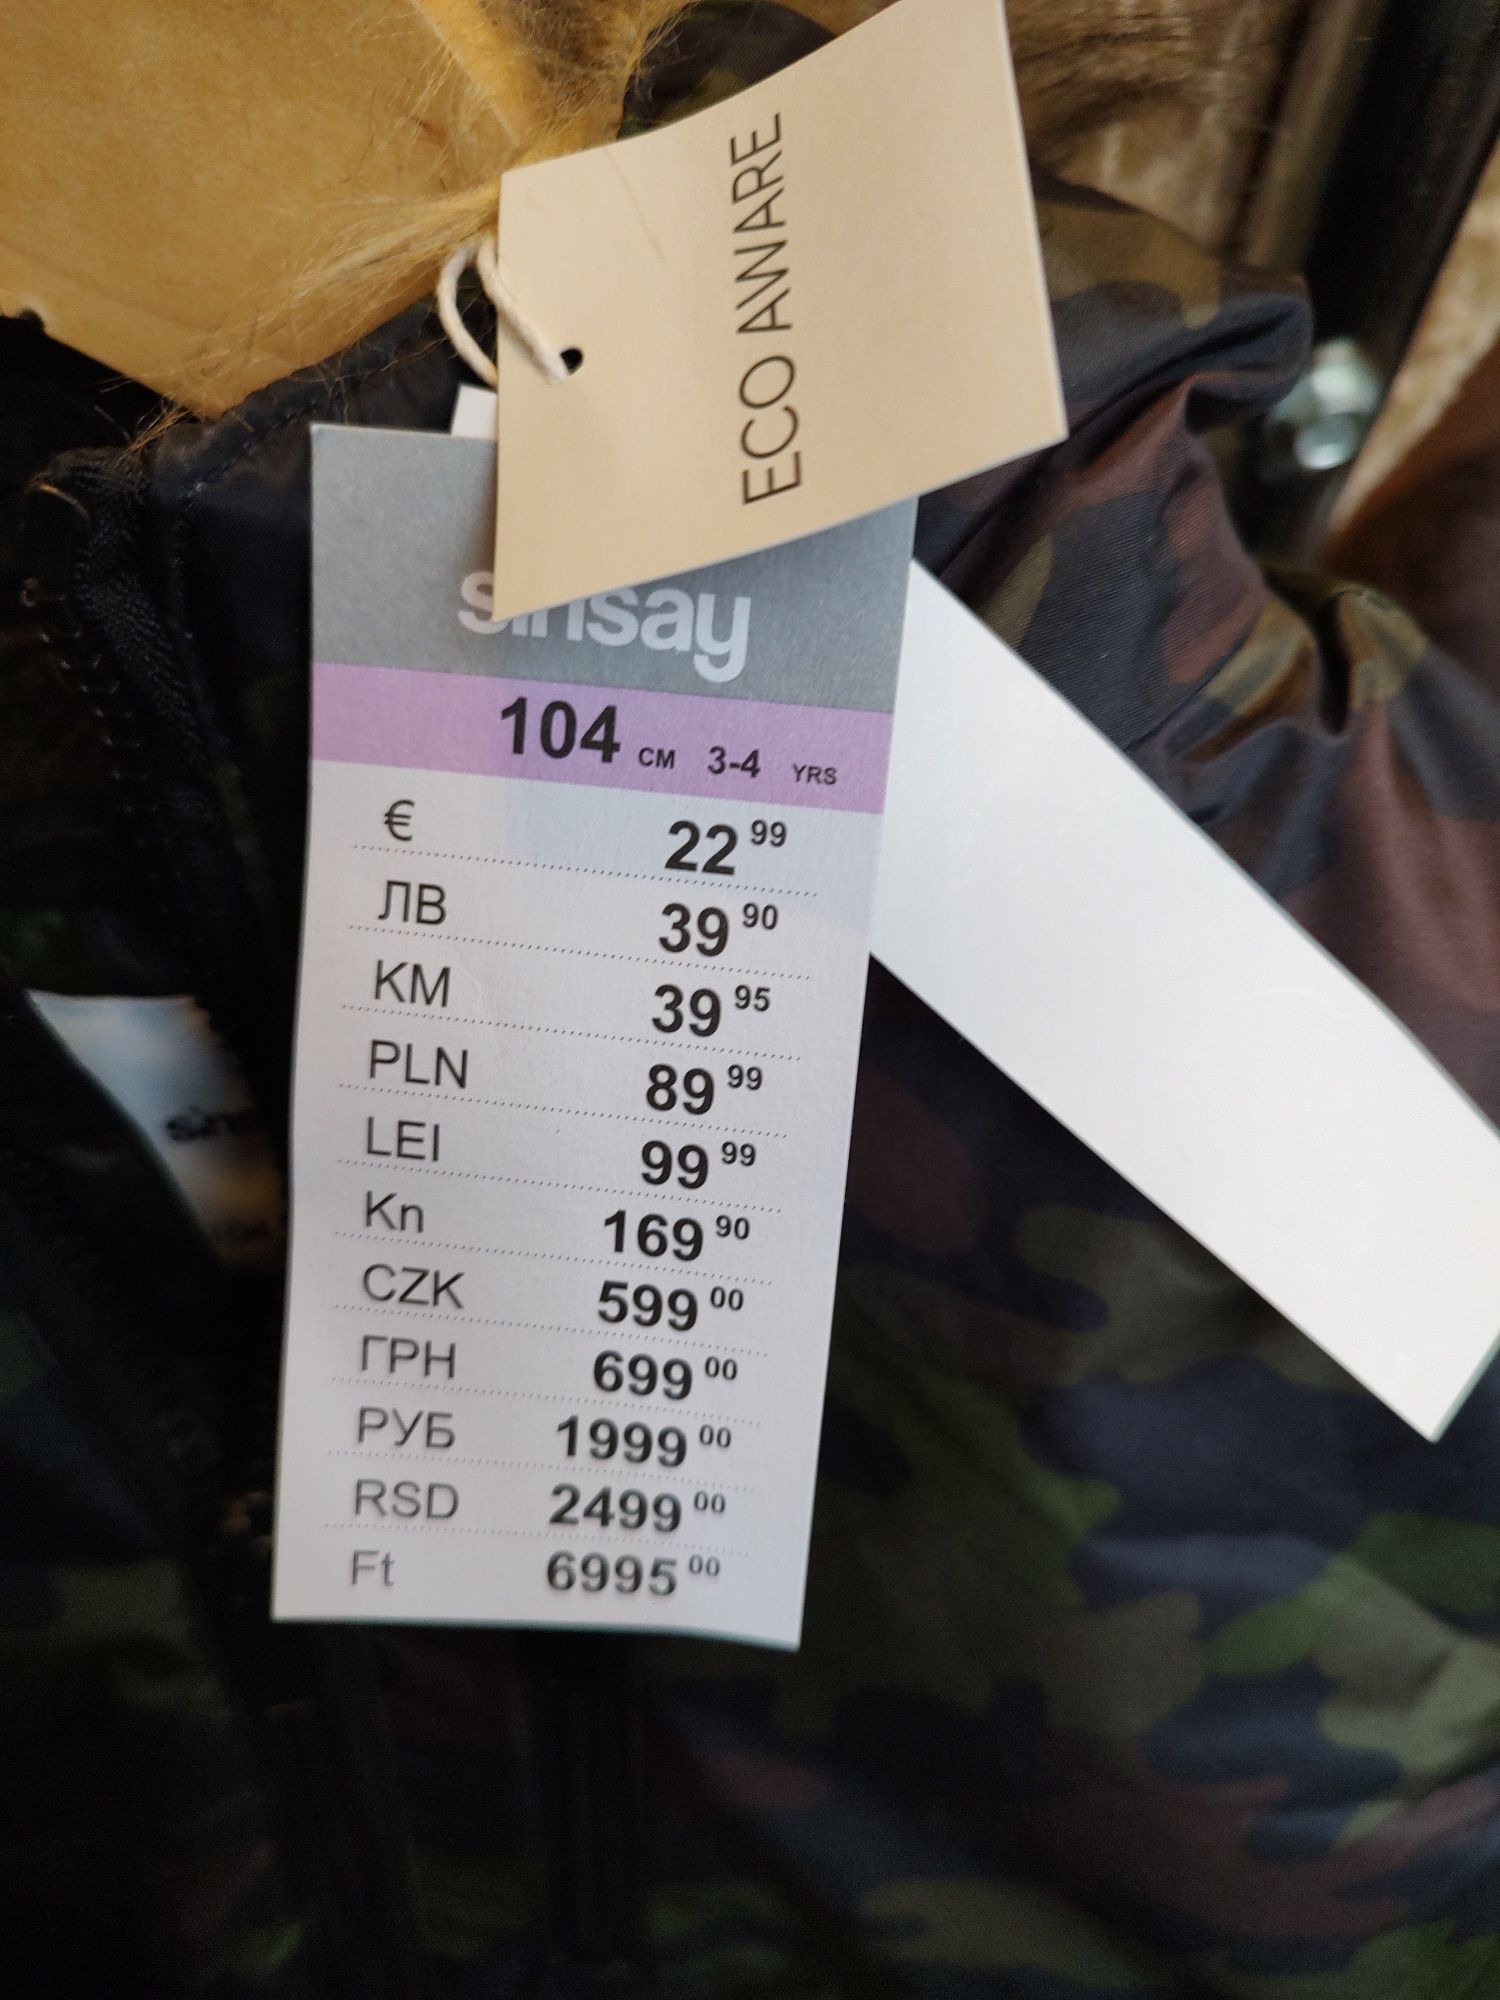 ECO AWARE
sinsay
104 CM 3-4 YRS
€ 22 99
ЛВ 39 90
KM 39 95
PLN 89 99
LEI 99 99
Kn 169 90
CZK 599 00
ГРН 699 00
РУБ 1999 00
RSD 2499 00
Ft 6995 00